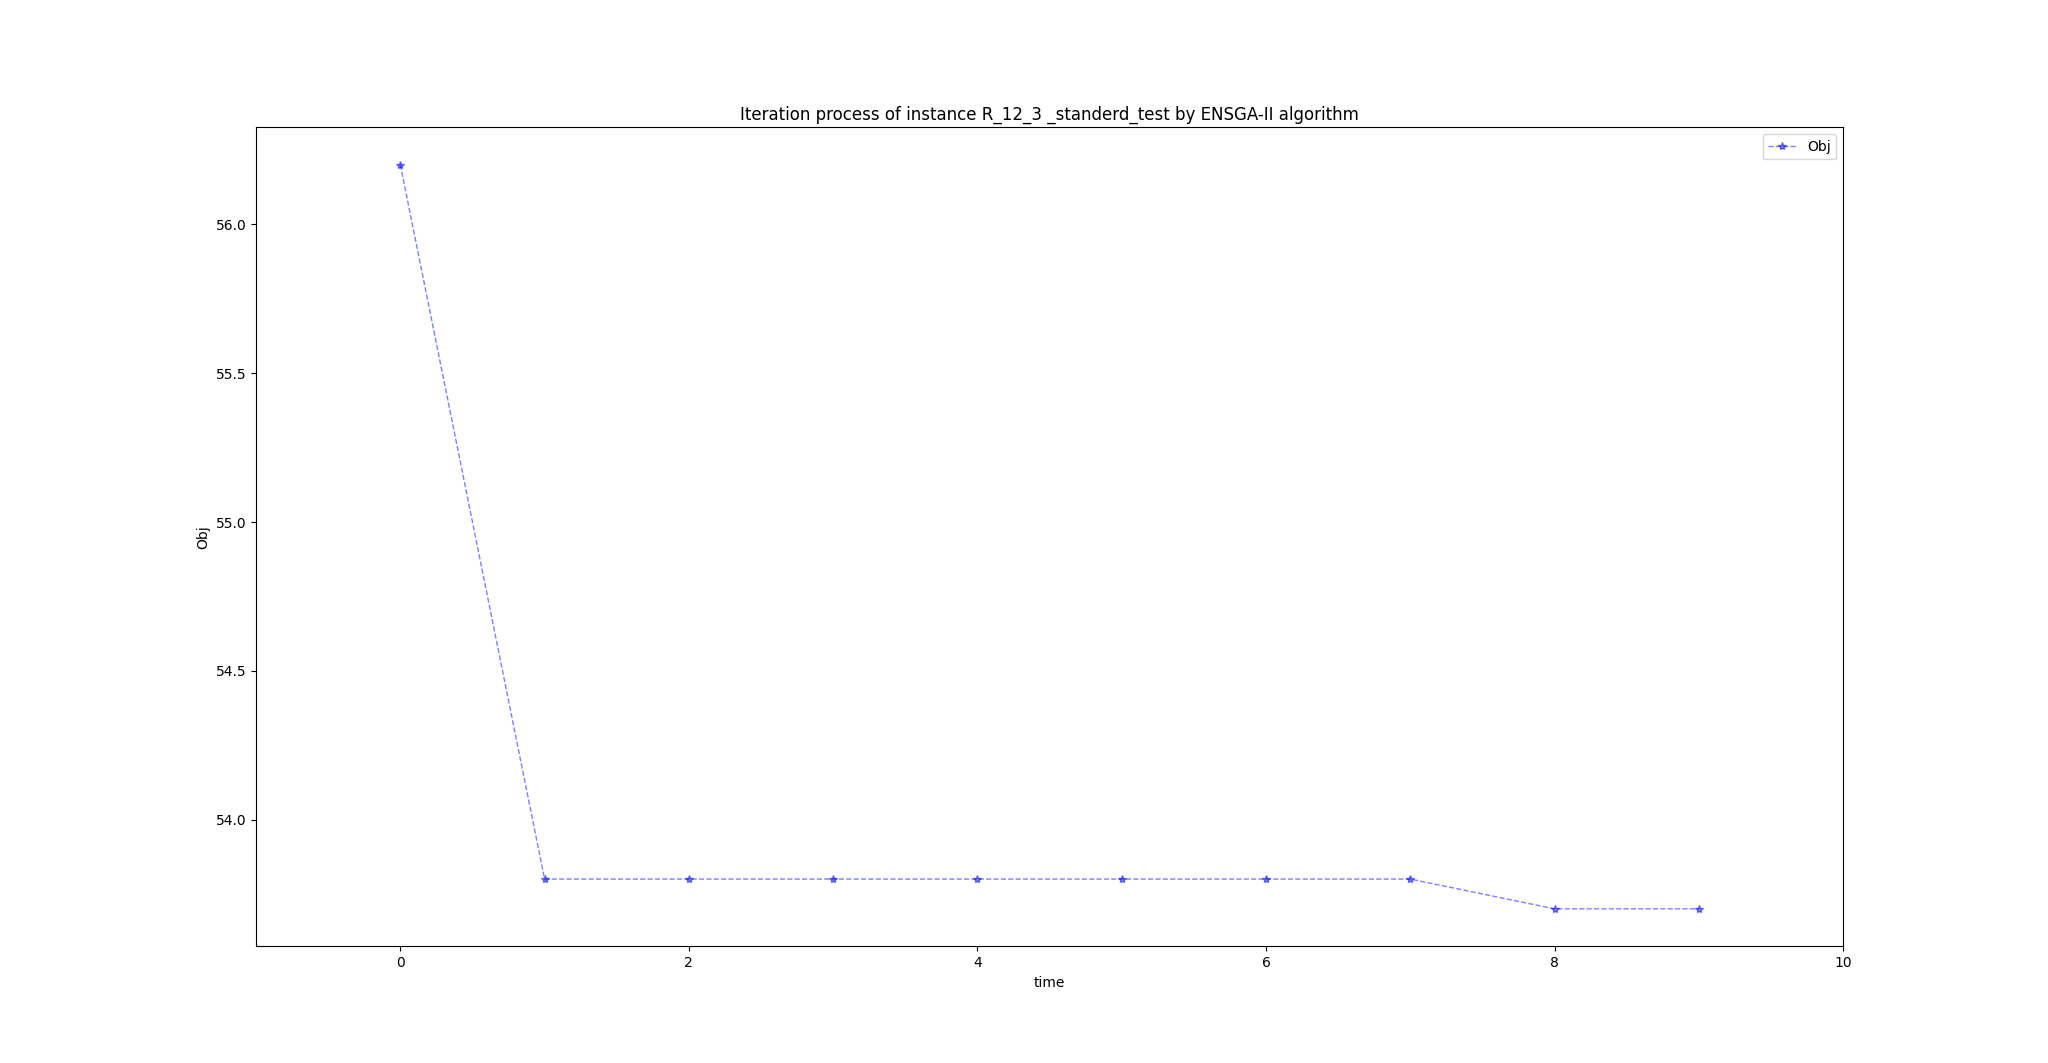 Iteration process of instance R_12_3 _standerd_test by ENSGA-II algorithm
Obj
56.0
55.5
55.0
Obj
54.5
54.0
0 2 4 6 8 10
time